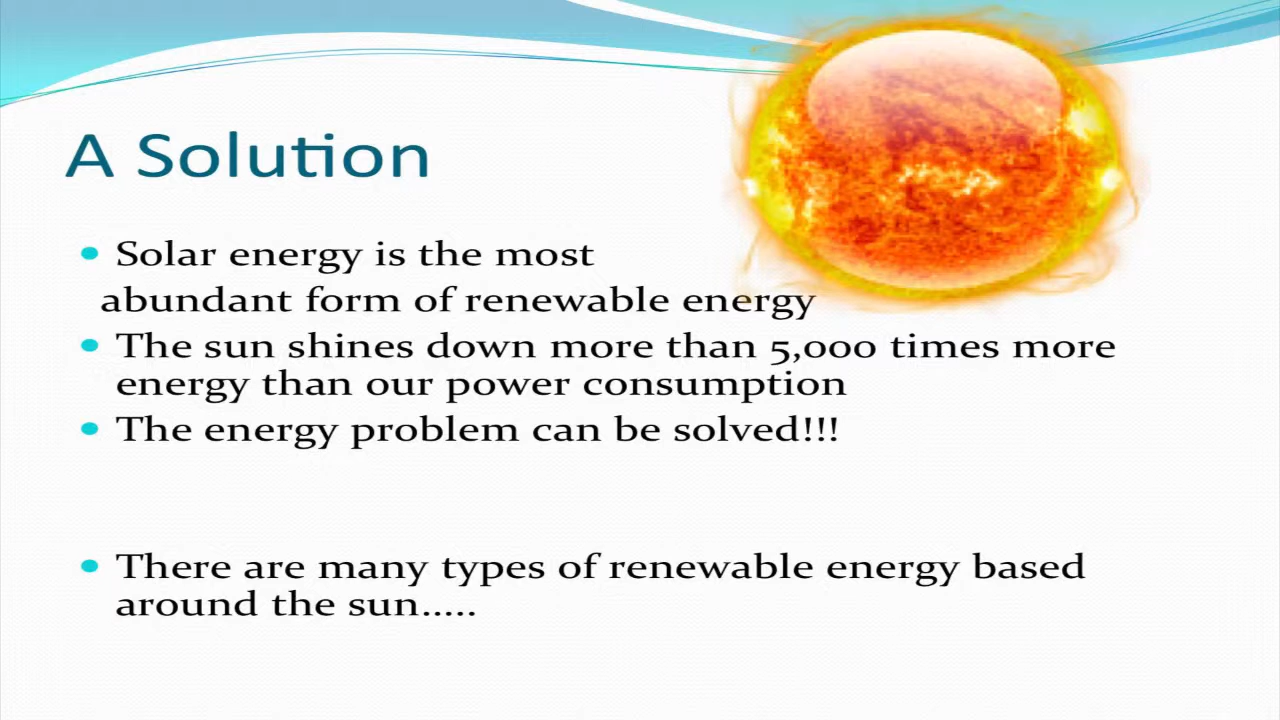 A Solution
Solar energy is the most
abundant form of renewable energy
The sun shines down more than 5,000 times more
energy than our power consumption
The energy problem can be solved!!!
There are many types of renewable energy based
around the sun.....